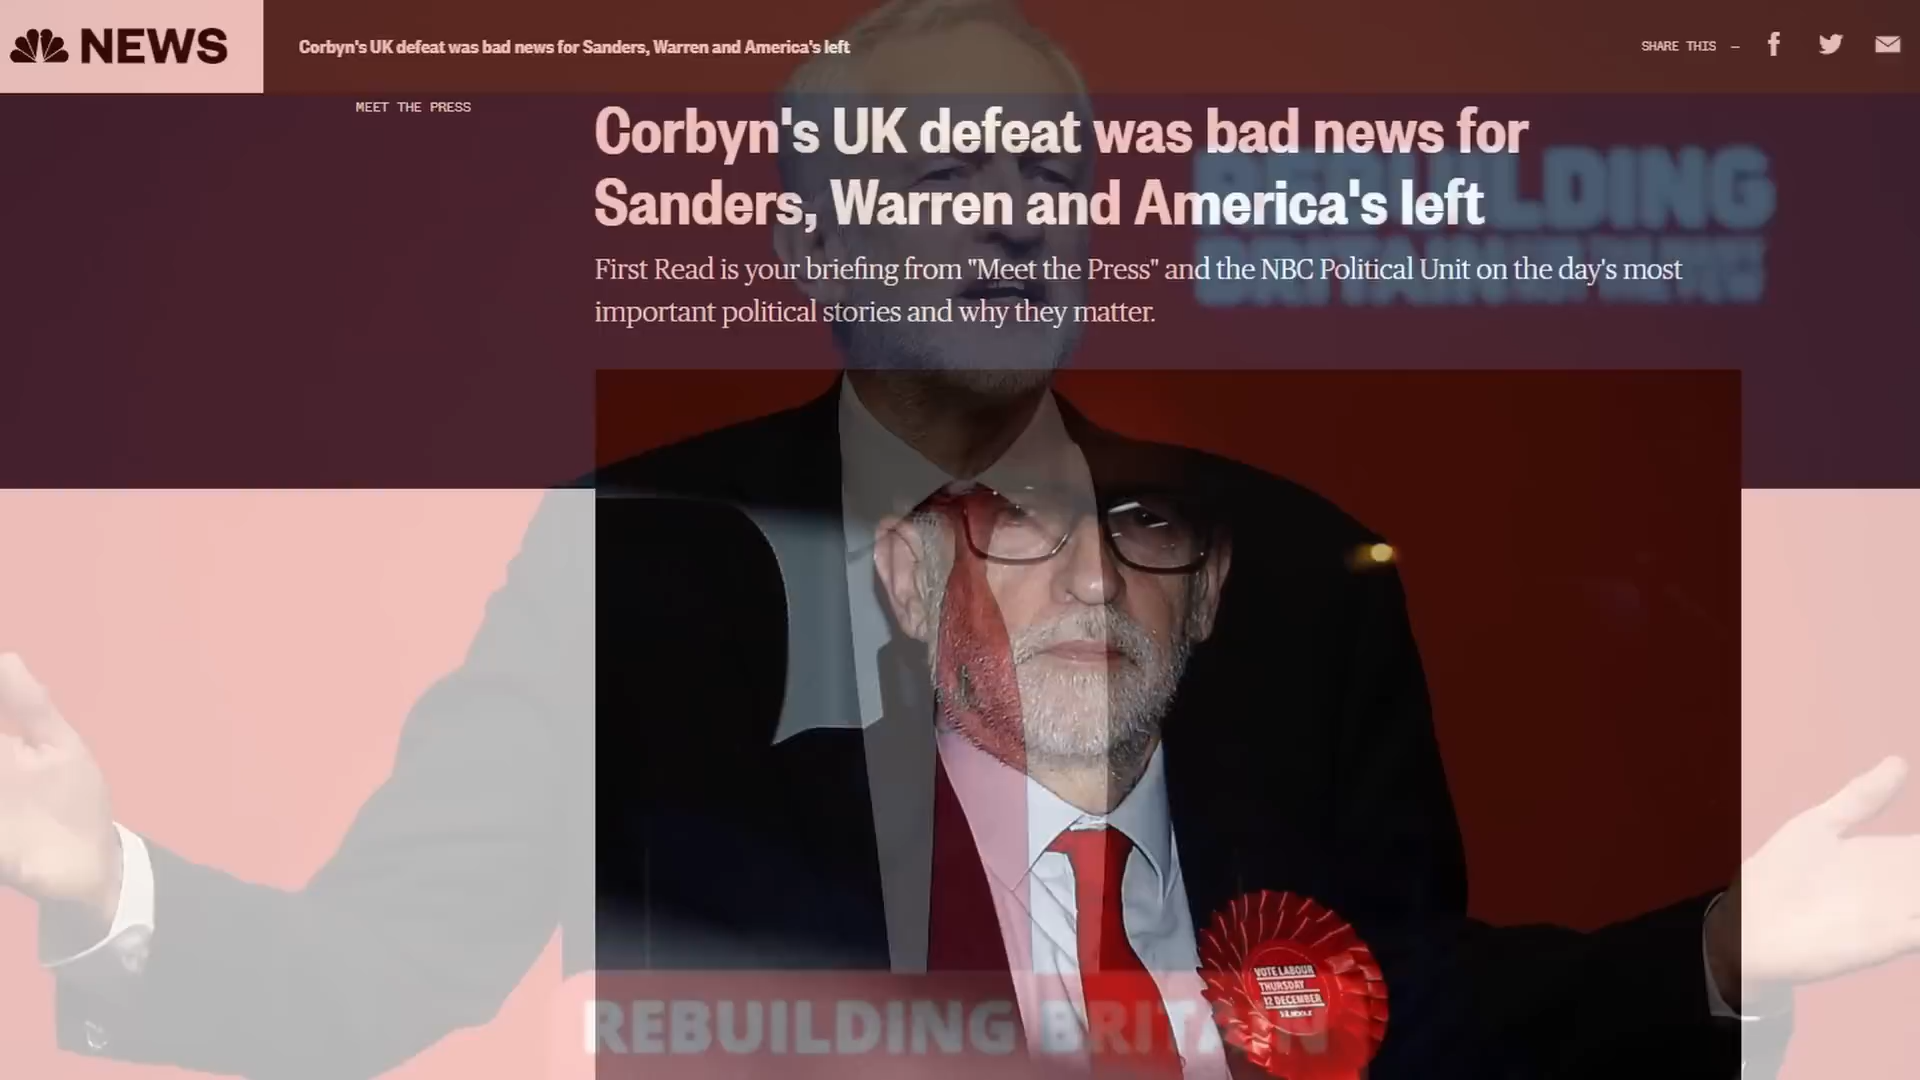 NEWS
Corbyn's UK defeat was bad news for Sanders, Warren and America's left
SHARE THIS —
MEET THE PRESS
Corbyn's UK defeat was bad news for
Sanders, Warren and America's left
REBUILDING
BRITAIN
First Read is your briefing from "Meet the Press" and the NBC Political Unit on the day's most
important political stories and why they matter.
VOTE LABOUR
THURSDAY
12 DECEMBER
REBUILDING BRITAIN